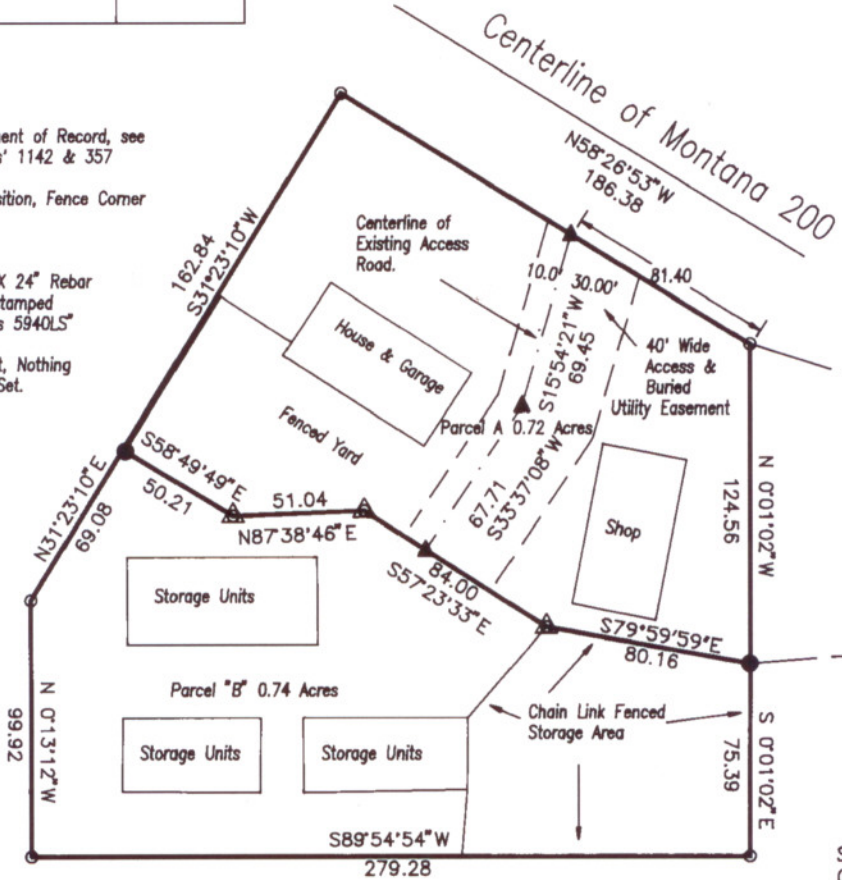 Centerline of Montana 200
N58°26'53"W
186.38
ent of Record, see
s' 1142 & 357
sition, Fence Corner
X 24" Rebar
tamped
s 5940LS"
t, Nothing
Set.
162.84
S31°23'10"W
Centerline of
Existing Access
Road.
10.0'
30.00'
81.40
S15°54'21"W
69.45
40' Wide
Access &
Buried
Utility Easement
House & Garage
Parcel A 0.72 Acres
Fenced Yard
67.71
S33°37'08"W
Shop
N 0°01'02"W
124.56
N31°23'10"E
69.08
S58°49'49"E
50.21
51.04
N87°38'46"E
84.00
S57°23'33"E
S79°59'59"E
80.16
Storage Units
Parcel "B" 0.74 Acres
Chain Link Fenced
Storage Area
N 0°13'12"W
99.92
Storage Units
Storage Units
S 0°01'02"E
75.39
S89°54'54"W
279.28